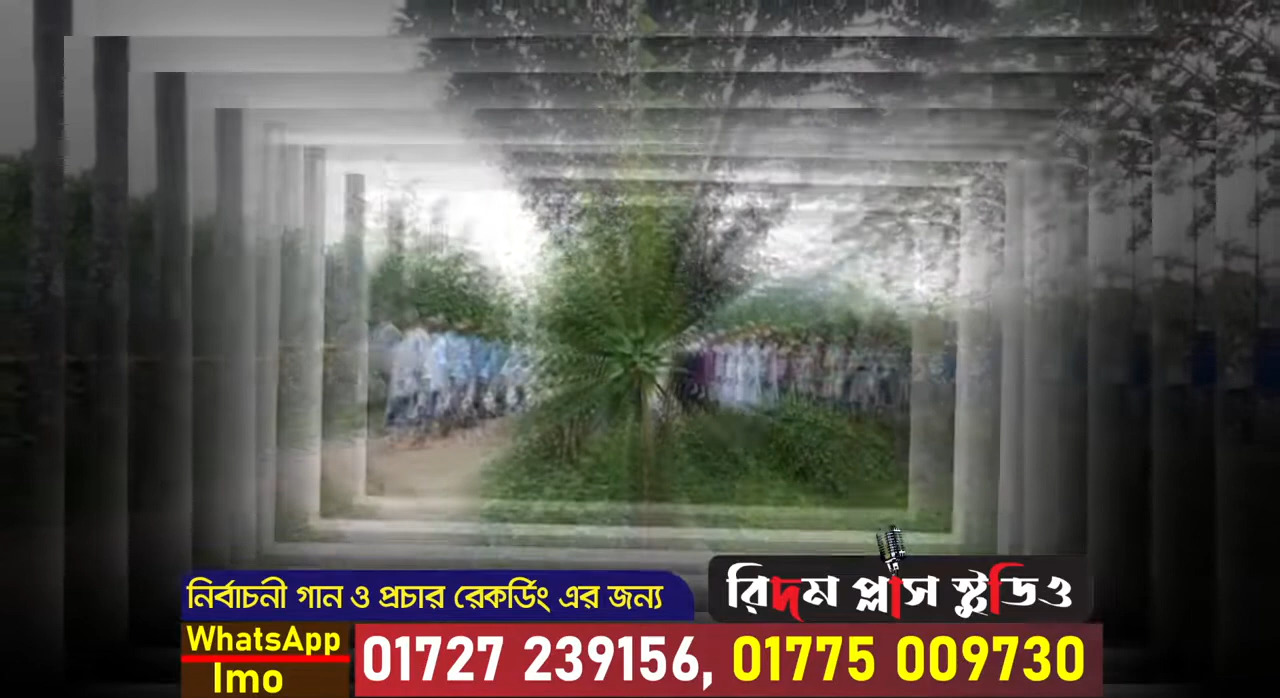 নির্বাচনী গান ও প্রচার রেকর্ডিং এর জন্য
রিদম প্লাস স্টুডিও
WhatsApp
Imo
01727 239156, 01775 009730